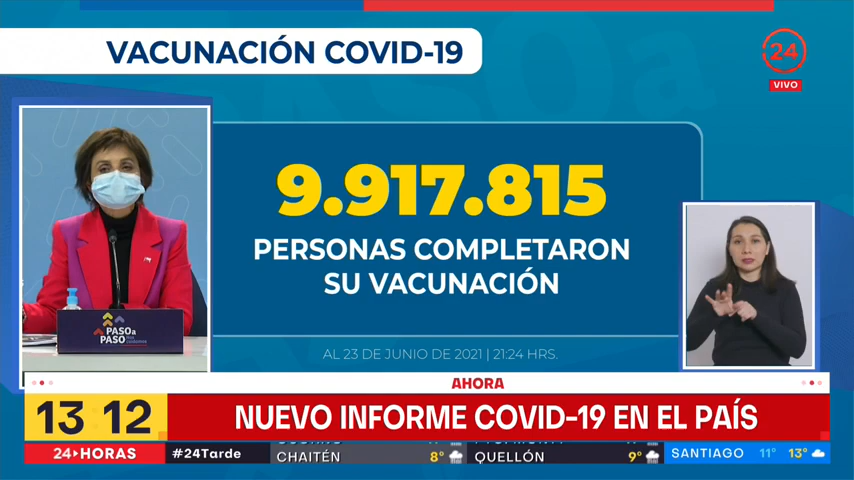 VACUNACIÓN COVID-19
24
VIVO
9.917.815
PERSONAS COMPLETARON
SU VACUNACIÓN
PASO a
PASO
AL 23 DE JUNIO DE 2021 | 21:24 HRS.
AHORA
13 12
NUEVO INFORME COVID-19 EN EL PAÍS
24 HORAS
#24Tarde
CHAITÉN 8°
QUELLÓN 9°
SANTIAGO 11° 13°